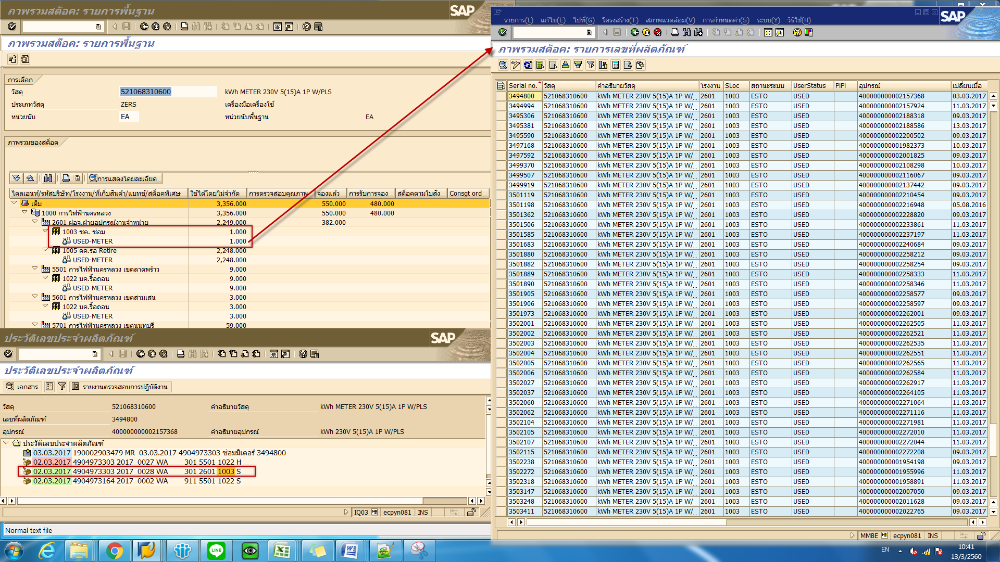 ภาพรวมสต็อค: รายการพื้นฐาน
SAP
ภาพรวมสต็อค: รายการพื้นฐาน
การเลือก
วัสดุ 521068310600 kWh METER 230V 5(15)A 1P W/PLS
ประเภทวัสดุ ZERS เครื่องมือเครื่องใช้
หน่วยนับ EA หน่วยนับพื้นฐาน EA
ภาพรวมของสต็อค
การแสดงโดยละเอียด
ไคลเอนท์/รหัสบริษัท/โรงงาน/ที่เก็บสินค้า/แบทช์/สต็อคพิเศษ ใช้ได้โดยไม่จำกัด การตรวจสอบคุณภาพ จองแล้ว การรับการจอง สต็อคตามใบสั่ง Consgt ord...
เต็ม 3,356.000 550.000 480.000
1000 การไฟฟ้านครหลวง 3,356.000 550.000 480.000
2601 ฝอจ.ฝ่ายอุปกรณ์งานจำหน่าย 2,249.000 382.000
1003 ชค. ซ่อม 1.000
USED-METER 1.000
1005 คค.รอ Retire 2,248.000
USED-METER 2,248.000
5501 การไฟฟ้านครหลวง เขตลาดพร้าว 9.000
1022 บค.รื้อถอน 9.000
USED-METER 9.000
5601 การไฟฟ้านครหลวง เขตสามเสน 3.000
1022 บค.รื้อถอน 3.000
USED-METER 3.000
5701 การไฟฟ้านครหลวง เขตนนทบุรี 59.000
ประวัติเลขประจำผลิตภัณฑ์
SAP
ประวัติเลขประจำผลิตภัณฑ์
เอกสาร รายงานตรวจสอบการปฏิบัติงาน
วัสดุ 521068310600 คำอธิบายวัสดุ kWh METER 230V 5(15)A 1P W/PLS
เลขที่ผลิตภัณฑ์ 3494800
อุปกรณ์ 400000000002157368 คำอธิบายอุปกรณ์ kWh 230V 5(15)A 1P W/PLS
ประวัติเลขประจำผลิตภัณฑ์
03.03.2017 190002903479 MR 03.03.2017 4904973303 ซ่อมมิเตอร์ 3494800
02.03.2017 4904973303 2017 0027 WA 301 5501 1022 H
02.03.2017 4904973303 2017 0028 WA 301 2601 1003 S
02.03.2017 4904973164 2017 0002 WA 911 5501 1022 S
IQ03 ecpyn081 INS
Normal text file
รายการ(L) แก้ไข(E) ไปที่(G) โครงสร้าง(T) สภาพแวดล้อม(V) การกำหนดค่า(S) ระบบ(Y) วิธีใช้(H)
SAP
ภาพรวมสต็อค: รายการเลขที่ผลิตภัณฑ์
Serial no. วัสดุ คำอธิบายวัสดุ โรงงาน SLoc สถานะระบบ UserStatus PlPl อุปกรณ์ เปลี่ยนเมื่อ
3494800 521068310600 kWh METER 230V 5(15)A 1P W/... 2601 1003 ESTO USED 400000000002157368 03.03.2017
3494994 521068310600 kWh METER 230V 5(15)A 1P W/... 2601 1003 ESTO USED 400000000002157924 11.03.2017
3495306 521068310600 kWh METER 230V 5(15)A 1P W/... 2601 1003 ESTO USED 400000000002188318 09.03.2017
3495381 521068310600 kWh METER 230V 5(15)A 1P W/... 2601 1003 ESTO USED 400000000002188586 13.03.2017
3495590 521068310600 kWh METER 230V 5(15)A 1P W/... 2601 1003 ESTO USED 400000000002200502 09.03.2017
3497168 521068310600 kWh METER 230V 5(15)A 1P W/... 2601 1003 ESTO USED 400000000001982373 10.03.2017
3497592 521068310600 kWh METER 230V 5(15)A 1P W/... 2601 1003 ESTO USED 400000000002001825 09.03.2017
3499370 521068310600 kWh METER 230V 5(15)A 1P W/... 2601 1003 ESTO USED 400000000002108298 10.03.2017
3499507 521068310600 kWh METER 230V 5(15)A 1P W/... 2601 1003 ESTO USED 400000000002116067 09.03.2017
3499919 521068310600 kWh METER 230V 5(15)A 1P W/... 2601 1003 ESTO USED 400000000002137442 09.03.2017
3501119 521068310600 kWh METER 230V 5(15)A 1P W/... 2601 1003 ESTO USED 400000000002210454 09.03.2017
3501198 521068310600 kWh METER 230V 5(15)A 1P W/... 2601 1003 ESTO USED 400000000002216948 05.08.2016
3501362 521068310600 kWh METER 230V 5(15)A 1P W/... 2601 1003 ESTO USED 400000000002228820 09.03.2017
3501506 521068310600 kWh METER 230V 5(15)A 1P W/... 2601 1003 ESTO USED 400000000002233861 11.03.2017
3501585 521068310600 kWh METER 230V 5(15)A 1P W/... 2601 1003 ESTO USED 400000000002237197 11.03.2017
3501683 521068310600 kWh METER 230V 5(15)A 1P W/... 2601 1003 ESTO USED 400000000002240684 09.03.2017
3501880 521068310600 kWh METER 230V 5(15)A 1P W/... 2601 1003 ESTO USED 400000000002258212 09.03.2017
3501882 521068310600 kWh METER 230V 5(15)A 1P W/... 2601 1003 ESTO USED 400000000002258254 09.03.2017
3501889 521068310600 kWh METER 230V 5(15)A 1P W/... 2601 1003 ESTO USED 400000000002258333 11.03.2017
3501890 521068310600 kWh METER 230V 5(15)A 1P W/... 2601 1003 ESTO USED 400000000002258346 11.03.2017
3501905 521068310600 kWh METER 230V 5(15)A 1P W/... 2601 1003 ESTO USED 400000000002258577 09.03.2017
3501906 521068310600 kWh METER 230V 5(15)A 1P W/... 2601 1003 ESTO USED 400000000002258597 09.03.2017
3501973 521068310600 kWh METER 230V 5(15)A 1P W/... 2601 1003 ESTO USED 400000000002262001 09.03.2017
3502001 521068310600 kWh METER 230V 5(15)A 1P W/... 2601 1003 ESTO USED 400000000002262505 11.03.2017
3502002 521068310600 kWh METER 230V 5(15)A 1P W/... 2601 1003 ESTO USED 400000000002262521 11.03.2017
3502003 521068310600 kWh METER 230V 5(15)A 1P W/... 2601 1003 ESTO USED 400000000002262535 11.03.2017
3502004 521068310600 kWh METER 230V 5(15)A 1P W/... 2601 1003 ESTO USED 400000000002262551 11.03.2017
3502005 521068310600 kWh METER 230V 5(15)A 1P W/... 2601 1003 ESTO USED 400000000002262565 11.03.2017
3502006 521068310600 kWh METER 230V 5(15)A 1P W/... 2601 1003 ESTO USED 400000000002262584 11.03.2017
3502027 521068310600 kWh METER 230V 5(15)A 1P W/... 2601 1003 ESTO USED 400000000002262917 11.03.2017
3502037 521068310600 kWh METER 230V 5(15)A 1P W/... 2601 1003 ESTO USED 400000000002264105 11.03.2017
3502060 521068310600 kWh METER 230V 5(15)A 1P W/... 2601 1003 ESTO USED 400000000002271064 11.03.2017
3502062 521068310600 kWh METER 230V 5(15)A 1P W/... 2601 1003 ESTO USED 400000000002271116 11.03.2017
3502104 521068310600 kWh METER 230V 5(15)A 1P W/... 2601 1003 ESTO USED 400000000002271981 11.03.2017
3502105 521068310600 kWh METER 230V 5(15)A 1P W/... 2601 1003 ESTO USED 400000000002272010 11.03.2017
3502107 521068310600 kWh METER 230V 5(15)A 1P W/... 2601 1003 ESTO USED 400000000002272044 11.03.2017
3502115 521068310600 kWh METER 230V 5(15)A 1P W/... 2601 1003 ESTO USED 400000000002272208 09.03.2017
3502238 521068310600 kWh METER 230V 5(15)A 1P W/... 2601 1003 ESTO USED 400000000001954198 09.03.2017
3502272 521068310600 kWh METER 230V 5(15)A 1P W/... 2601 1003 ESTO USED 400000000001955996 11.03.2017
3502318 521068310600 kWh METER 230V 5(15)A 1P W/... 2601 1003 ESTO USED 400000000001958891 11.03.2017
3503147 521068310600 kWh METER 230V 5(15)A 1P W/... 2601 1003 ESTO USED 400000000002007050 09.03.2017
3503248 521068310600 kWh METER 230V 5(15)A 1P W/... 2601 1003 ESTO USED 400000000002011628 09.03.2017
3503411 521068310600 kWh METER 230V 5(15)A 1P W/... 2601 1003 ESTO USED 400000000002022765 09.03.2017
MMBE ecpyn081 INS
LINE
EN 10:41
13/3/2560